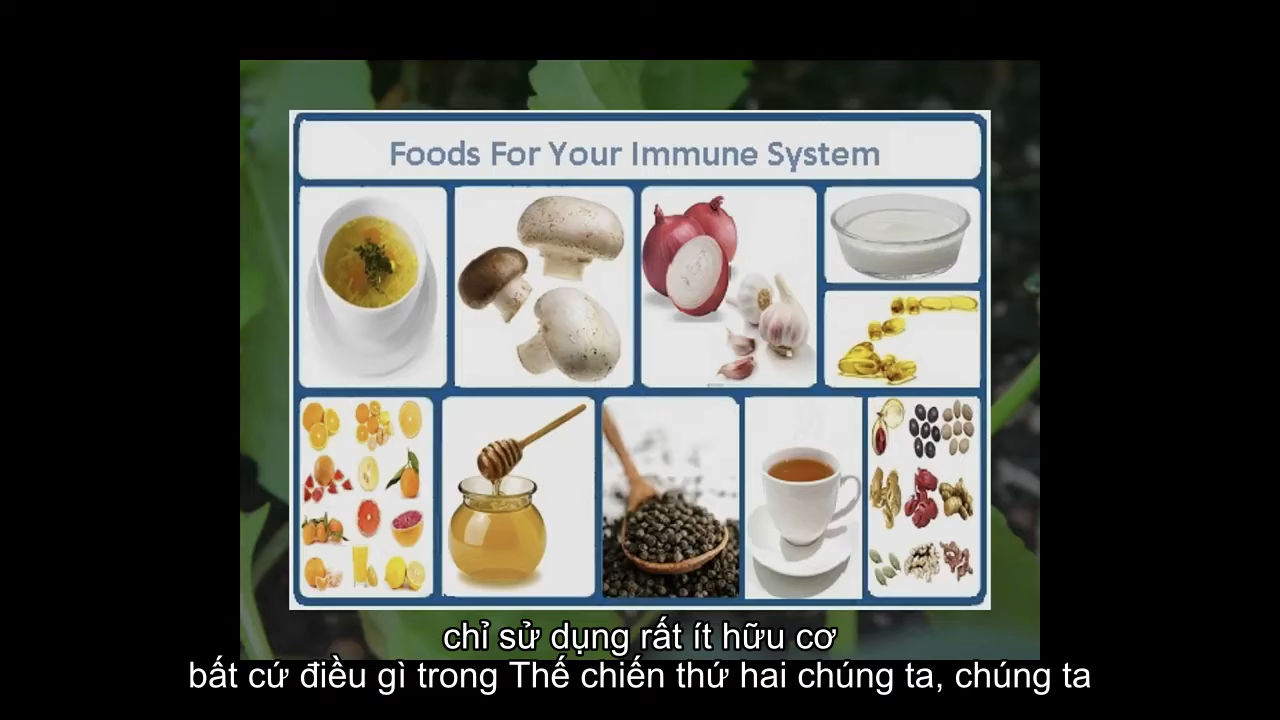 Foods For Your Immune System
chỉ sử dụng rất ít hữu cơ
bất cứ điều gì trong Thế chiến thứ hai chúng ta, chúng ta